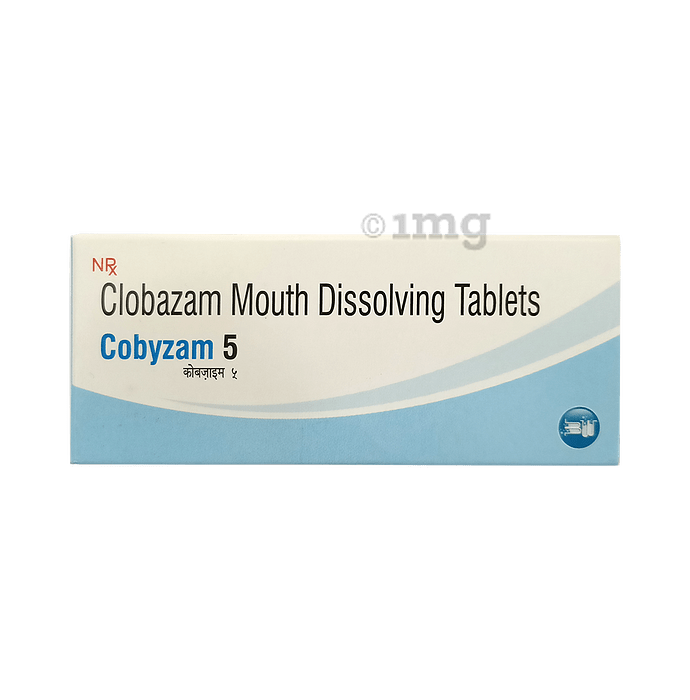 ©1mg
NRx
Clobazam Mouth Dissolving Tablets
Cobyzam 5
कोबज़ाइम ५